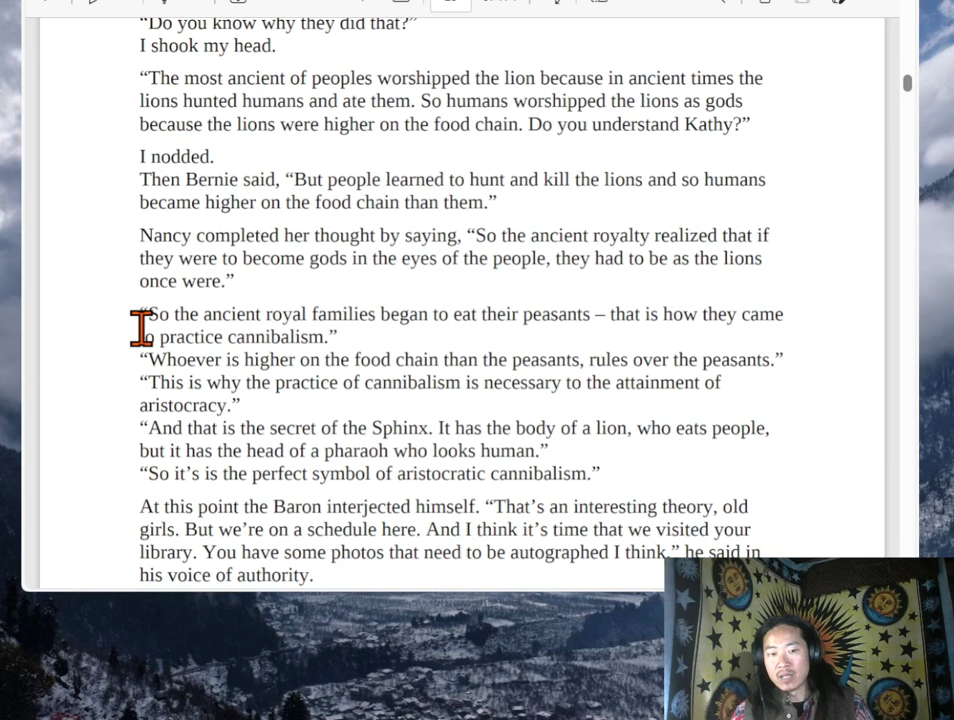 “Do you know why they did that?”
I shook my head.
“The most ancient of peoples worshipped the lion because in ancient times the
lions hunted humans and ate them. So humans worshipped the lions as gods
because the lions were higher on the food chain. Do you understand Kathy?”
I nodded.
Then Bernie said, “But people learned to hunt and kill the lions and so humans
became higher on the food chain than them.”
Nancy completed her thought by saying, “So the ancient royalty realized that if
they were to become gods in the eyes of the people, they had to be as the lions
once were.”
“So the ancient royal families began to eat their peasants – that is how they came
to practice cannibalism.”
“Whoever is higher on the food chain than the peasants, rules over the peasants.”
“This is why the practice of cannibalism is necessary to the attainment of
aristocracy.”
“And that is the secret of the Sphinx. It has the body of a lion, who eats people,
but it has the head of a pharaoh who looks human.”
“So it’s is the perfect symbol of aristocratic cannibalism.”
At this point the Baron interjected himself. “That’s an interesting theory, old
girls. But we’re on a schedule here. And I think it’s time that we visited your
library. You have some photos that need to be autographed I think,” he said in
his voice of authority.